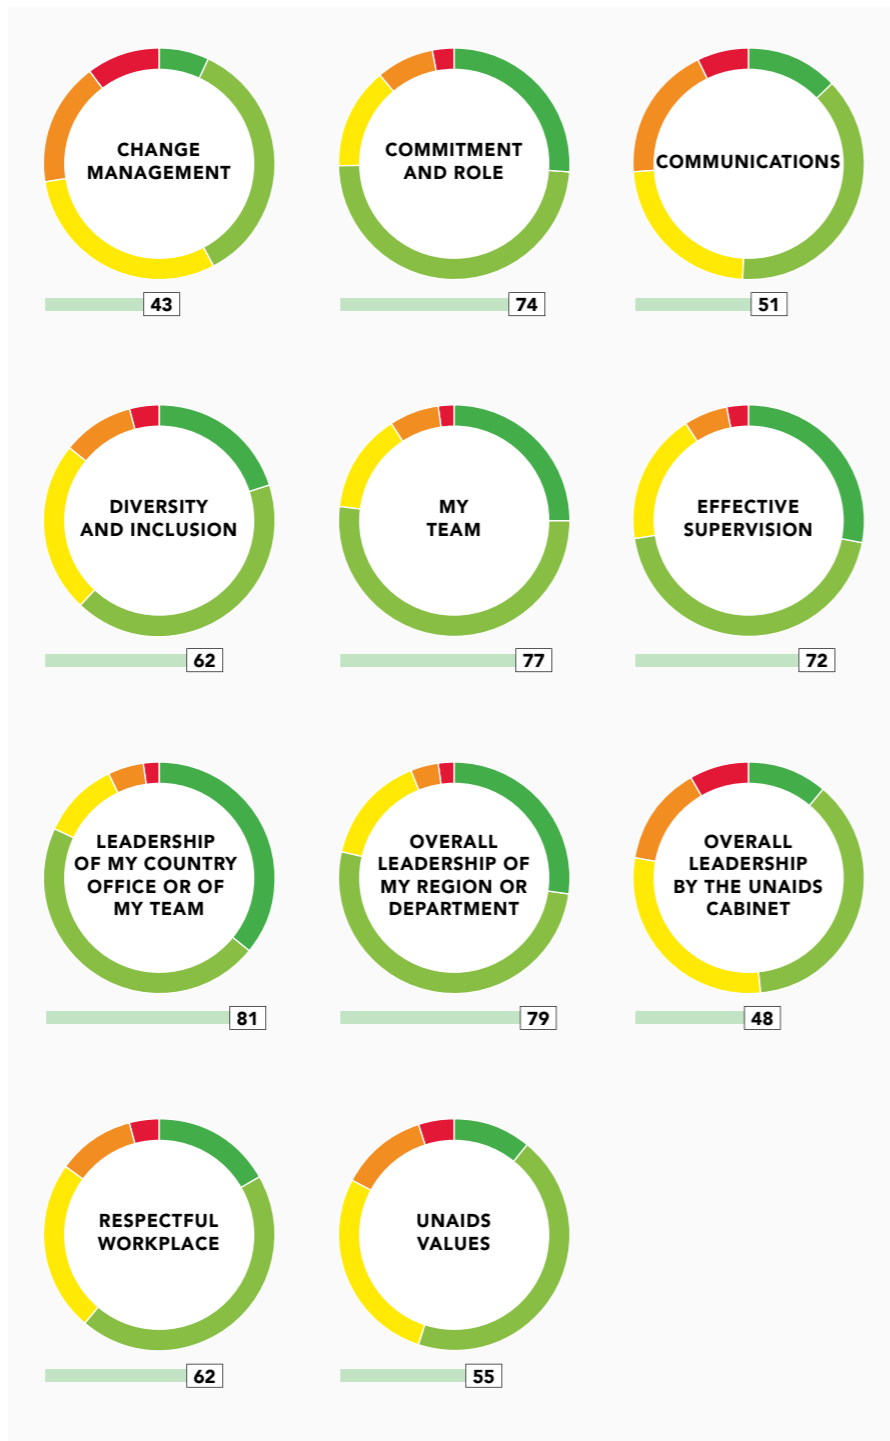 CHANGE
MANAGEMENT
43
COMMITMENT
AND ROLE
74
COMMUNICATIONS
51
DIVERSITY
AND INCLUSION
62
MY
TEAM
77
EFFECTIVE
SUPERVISION
72
LEADERSHIP
OF MY COUNTRY
OFFICE OR OF
MY TEAM
81
OVERALL
LEADERSHIP OF
MY REGION OR
DEPARTMENT
79
OVERALL
LEADERSHIP
BY THE UNAIDS
CABINET
48
RESPECTFUL
WORKPLACE
62
UNAIDS
VALUES
55